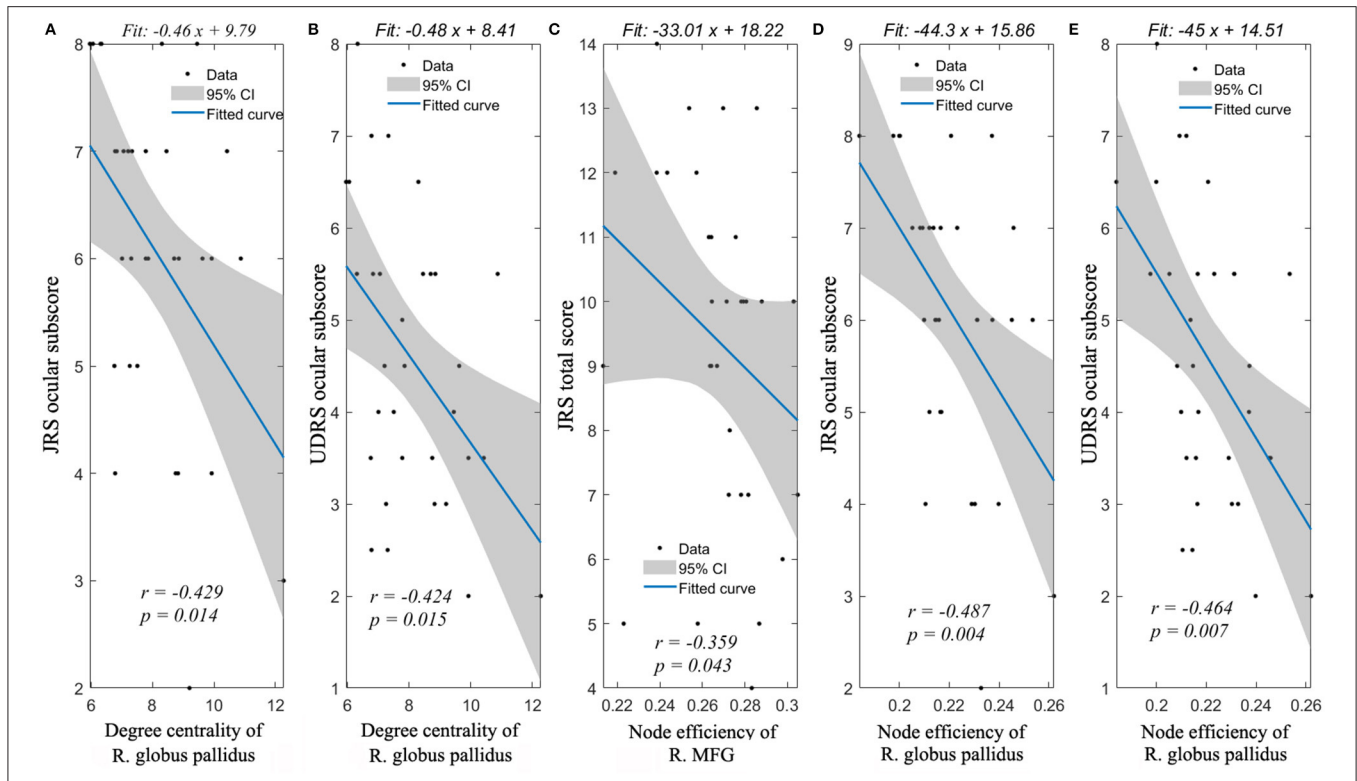 A Fit: -0.46 x + 9.79
8
7
6
5
4
3
2
JRS ocular subscore
Data
95% CI
Fitted curve
r = -0.429
p = 0.014
6 8 10 12
Degree centrality of
R. globus pallidus
B Fit: -0.48 x + 8.41
8
7
6
5
4
3
2
1
UDRS ocular subscore
Data
95% CI
Fitted curve
r = -0.424
p = 0.015
6 8 10 12
Degree centrality of
R. globus pallidus
C Fit: -33.01 x + 18.22
14
13
12
11
10
9
8
7
6
5
4
JRS total score
Data
95% CI
Fitted curve
r = -0.359
p = 0.043
0.22 0.24 0.26 0.28 0.3
Node efficiency of
R. MFG
D Fit: -44.3 x + 15.86
9
8
7
6
5
4
3
2
JRS ocular subscore
Data
95% CI
Fitted curve
r = -0.487
p = 0.004
0.2 0.22 0.24 0.26
Node efficiency of
R. globus pallidus
E Fit: -45 x + 14.51
8
7
6
5
4
3
2
1
UDRS ocular subscore
Data
95% CI
Fitted curve
r = -0.464
p = 0.007
0.2 0.22 0.24 0.26
Node efficiency of
R. globus pallidus